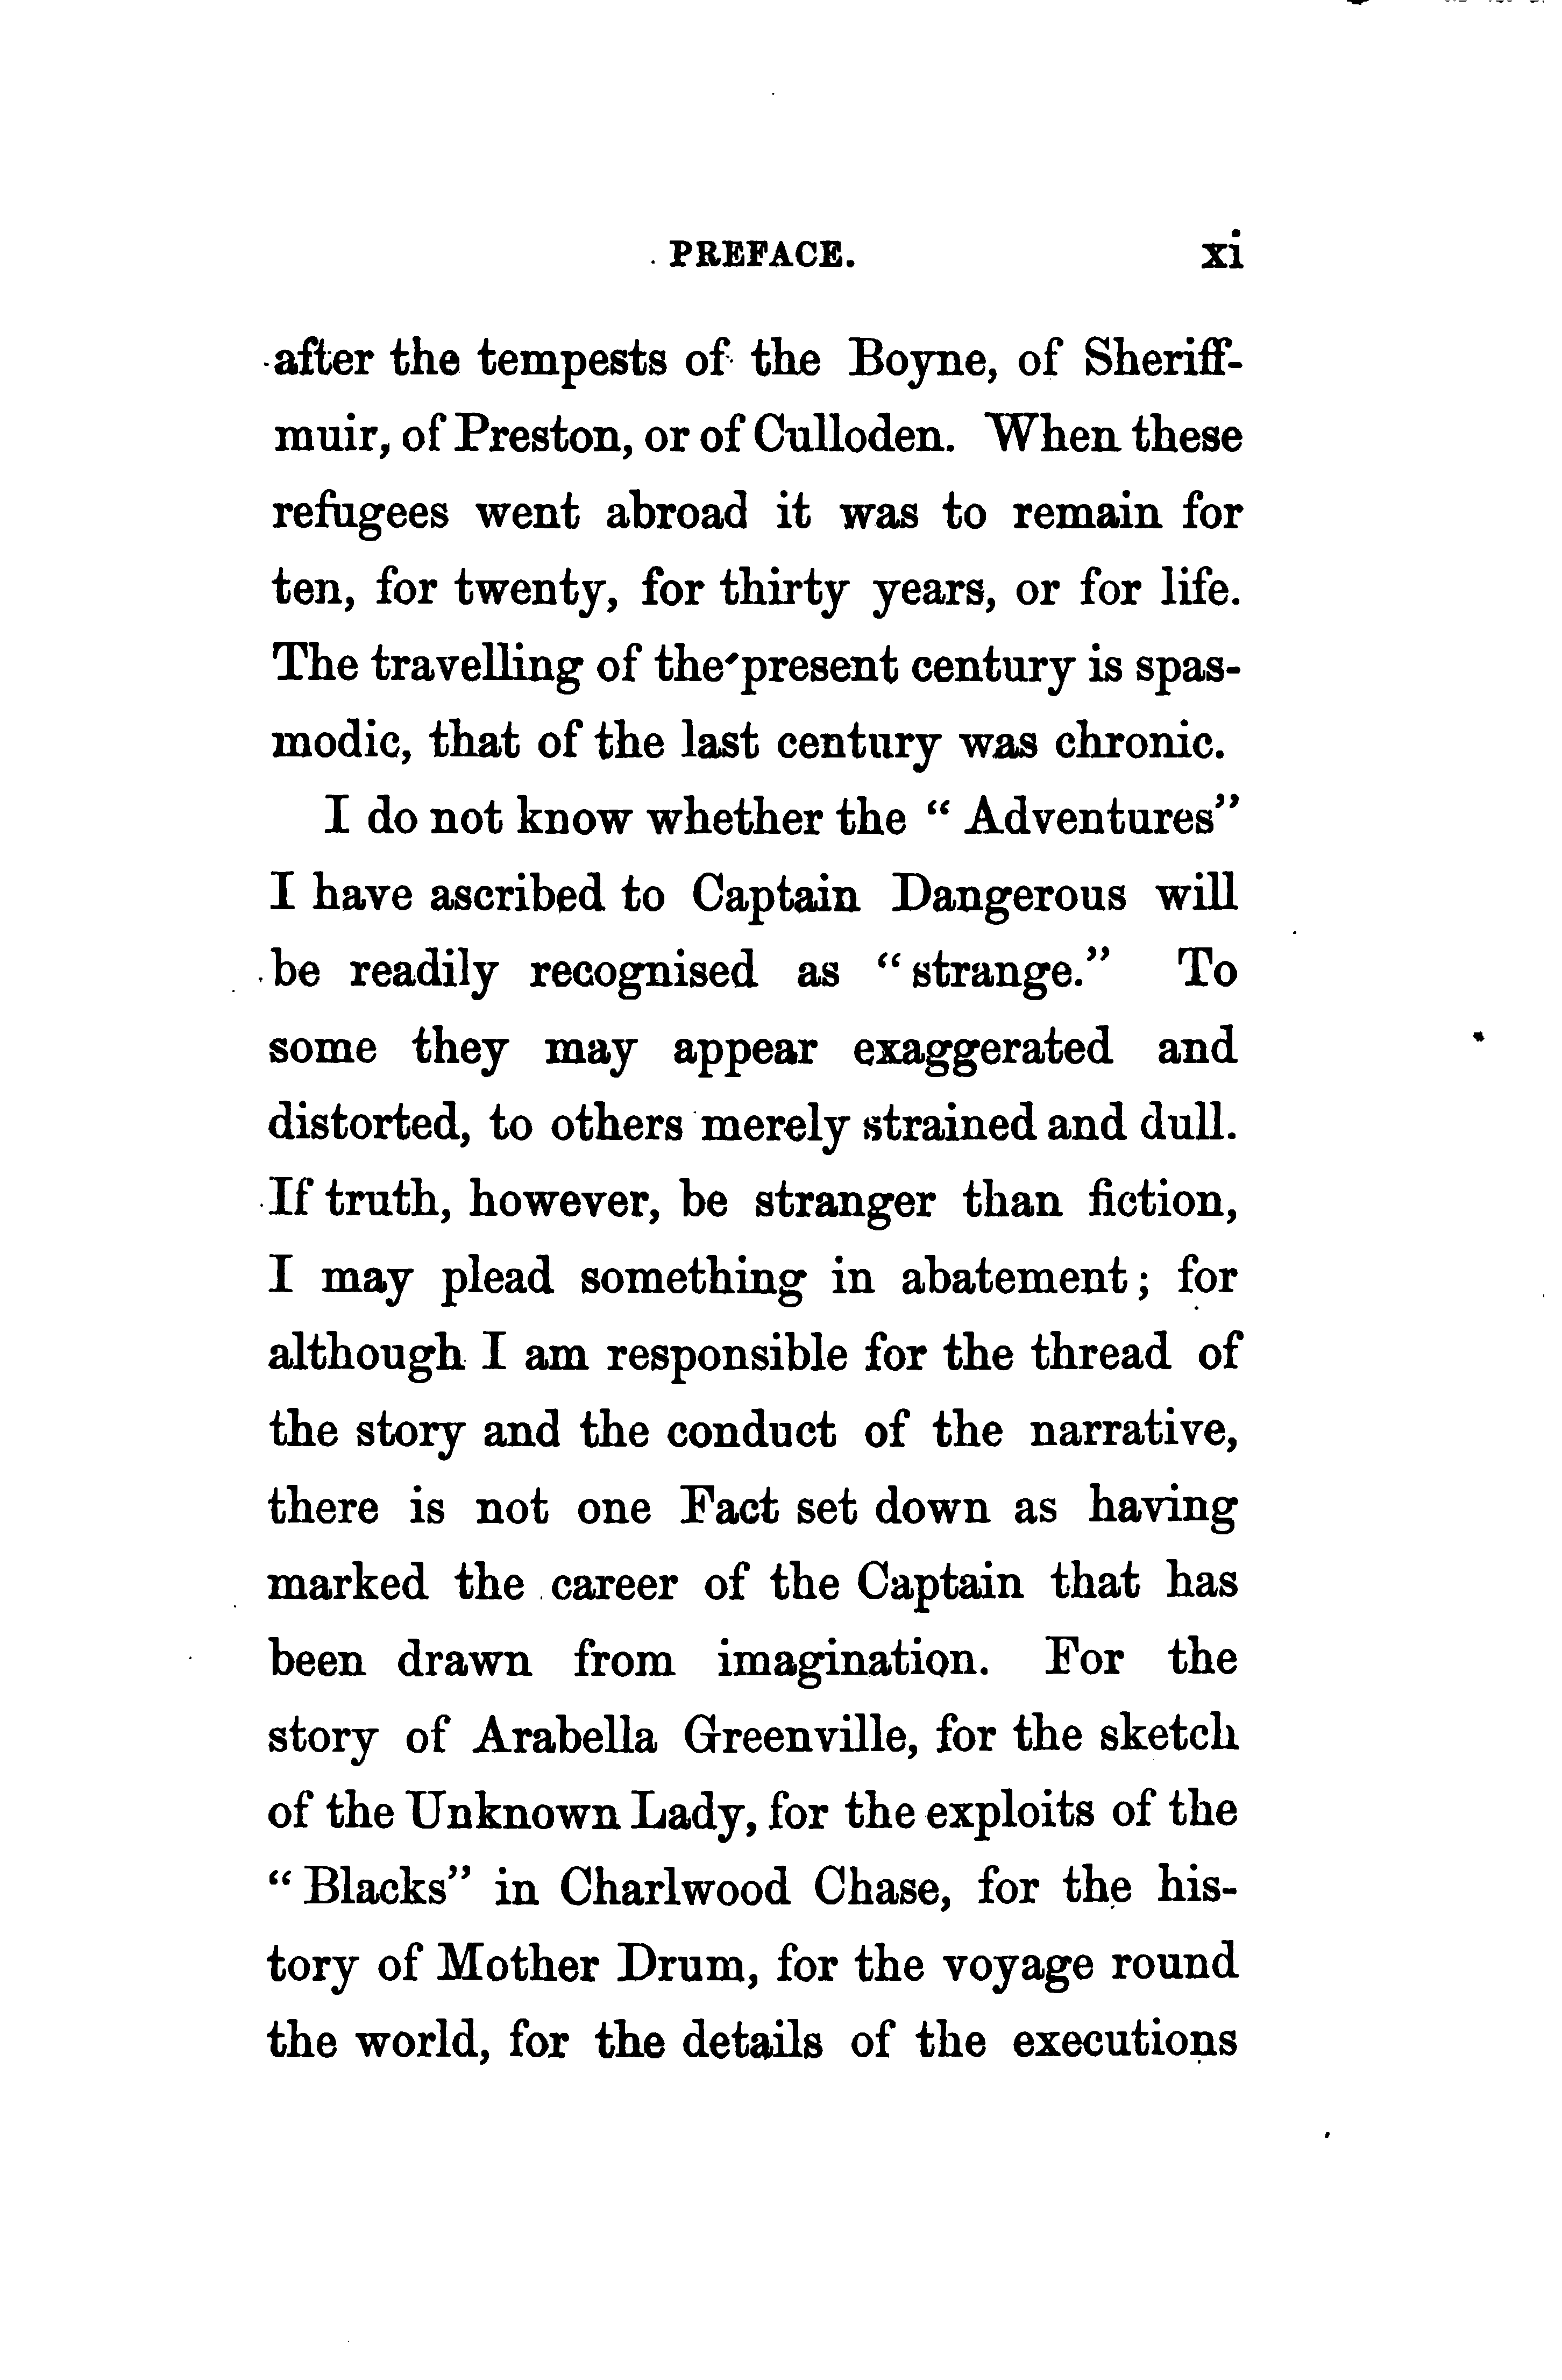 PREFACE. xi
after the tempests of the Boyne, of Sheriff-
muir, of Preston, or of Culloden. When these
refugees went abroad it was to remain for
ten, for twenty, for thirty years, or for life.
The travelling of the present century is spas-
modic, that of the last century was chronic.
I do not know whether the “Adventures”
I have ascribed to Captain Dangerous will
be readily recognised as “strange.” To
some they may appear exaggerated and
distorted, to others merely strained and dull.
If truth, however, be stranger than fiction,
I may plead something in abatement; for
although I am responsible for the thread of
the story and the conduct of the narrative,
there is not one Fact set down as having
marked the career of the Captain that has
been drawn from imagination. For the
story of Arabella Greenville, for the sketch
of the Unknown Lady, for the exploits of the
“Blacks” in Charlwood Chase, for the his-
tory of Mother Drum, for the voyage round
the world, for the details of the executions